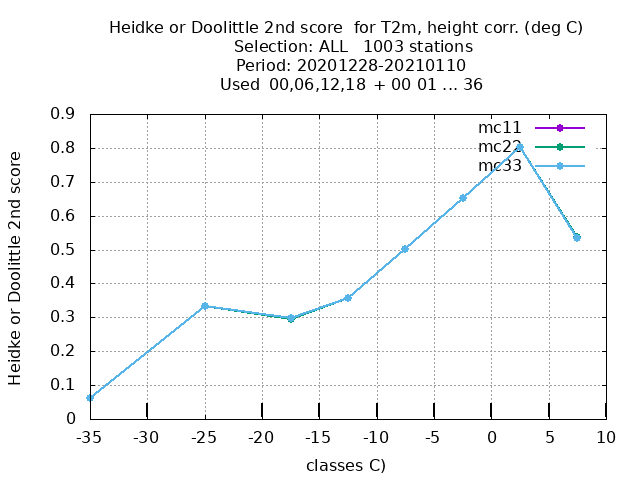 Heidke or Doolittle 2nd score  for T2m, height corr. (deg C)
Selection: ALL   1003 stations
Period: 20201228-20210110
Used  00,06,12,18  + 00 01 ... 36
mc11
mc22
mc33
Heidke or Doolittle 2nd score
0.9
0.8
0.7
0.6
0.5
0.4
0.3
0.2
0.1
0
-35 -30 -25 -20 -15 -10 -5 0 5 10
classes C)